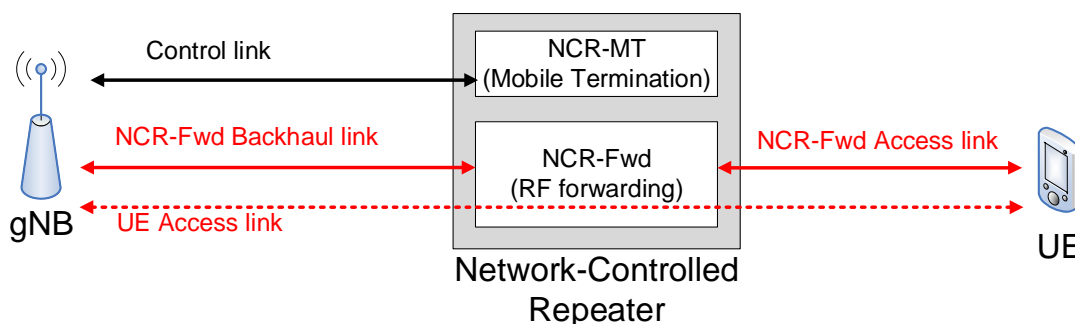 Control link
NCR-MT
(Mobile Termination)
NCR-Fwd Backhaul link
NCR-Fwd
(RF forwarding)
NCR-Fwd Access link
UE Access link
gNB
UE
Network-Controlled
Repeater